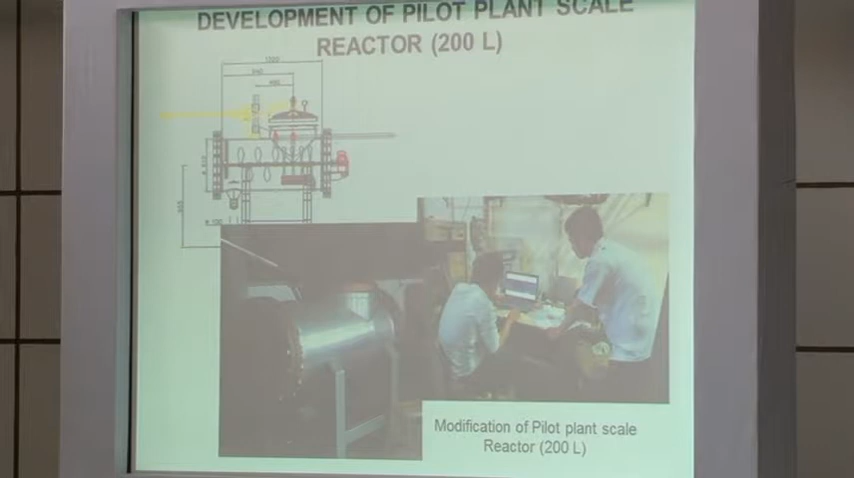 DEVELOPMENT OF PILOT PLANT SCALE
REACTOR (200 L)
Modification of Pilot plant scale
Reactor (200 L)